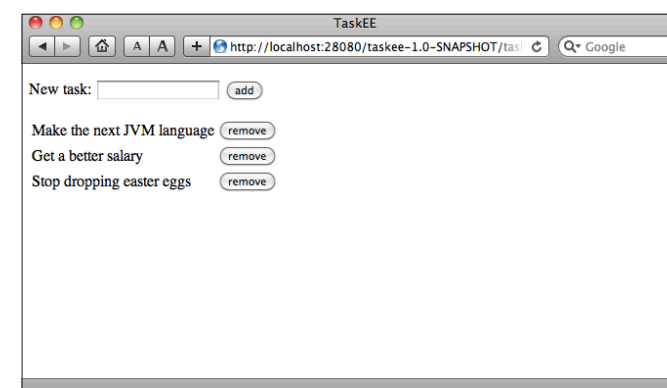 TaskEE
A A + http://localhost:28080/taskee-1.0-SNAPSHOT/tas Google
New task: add
Make the next JVM language remove
Get a better salary remove
Stop dropping easter eggs remove